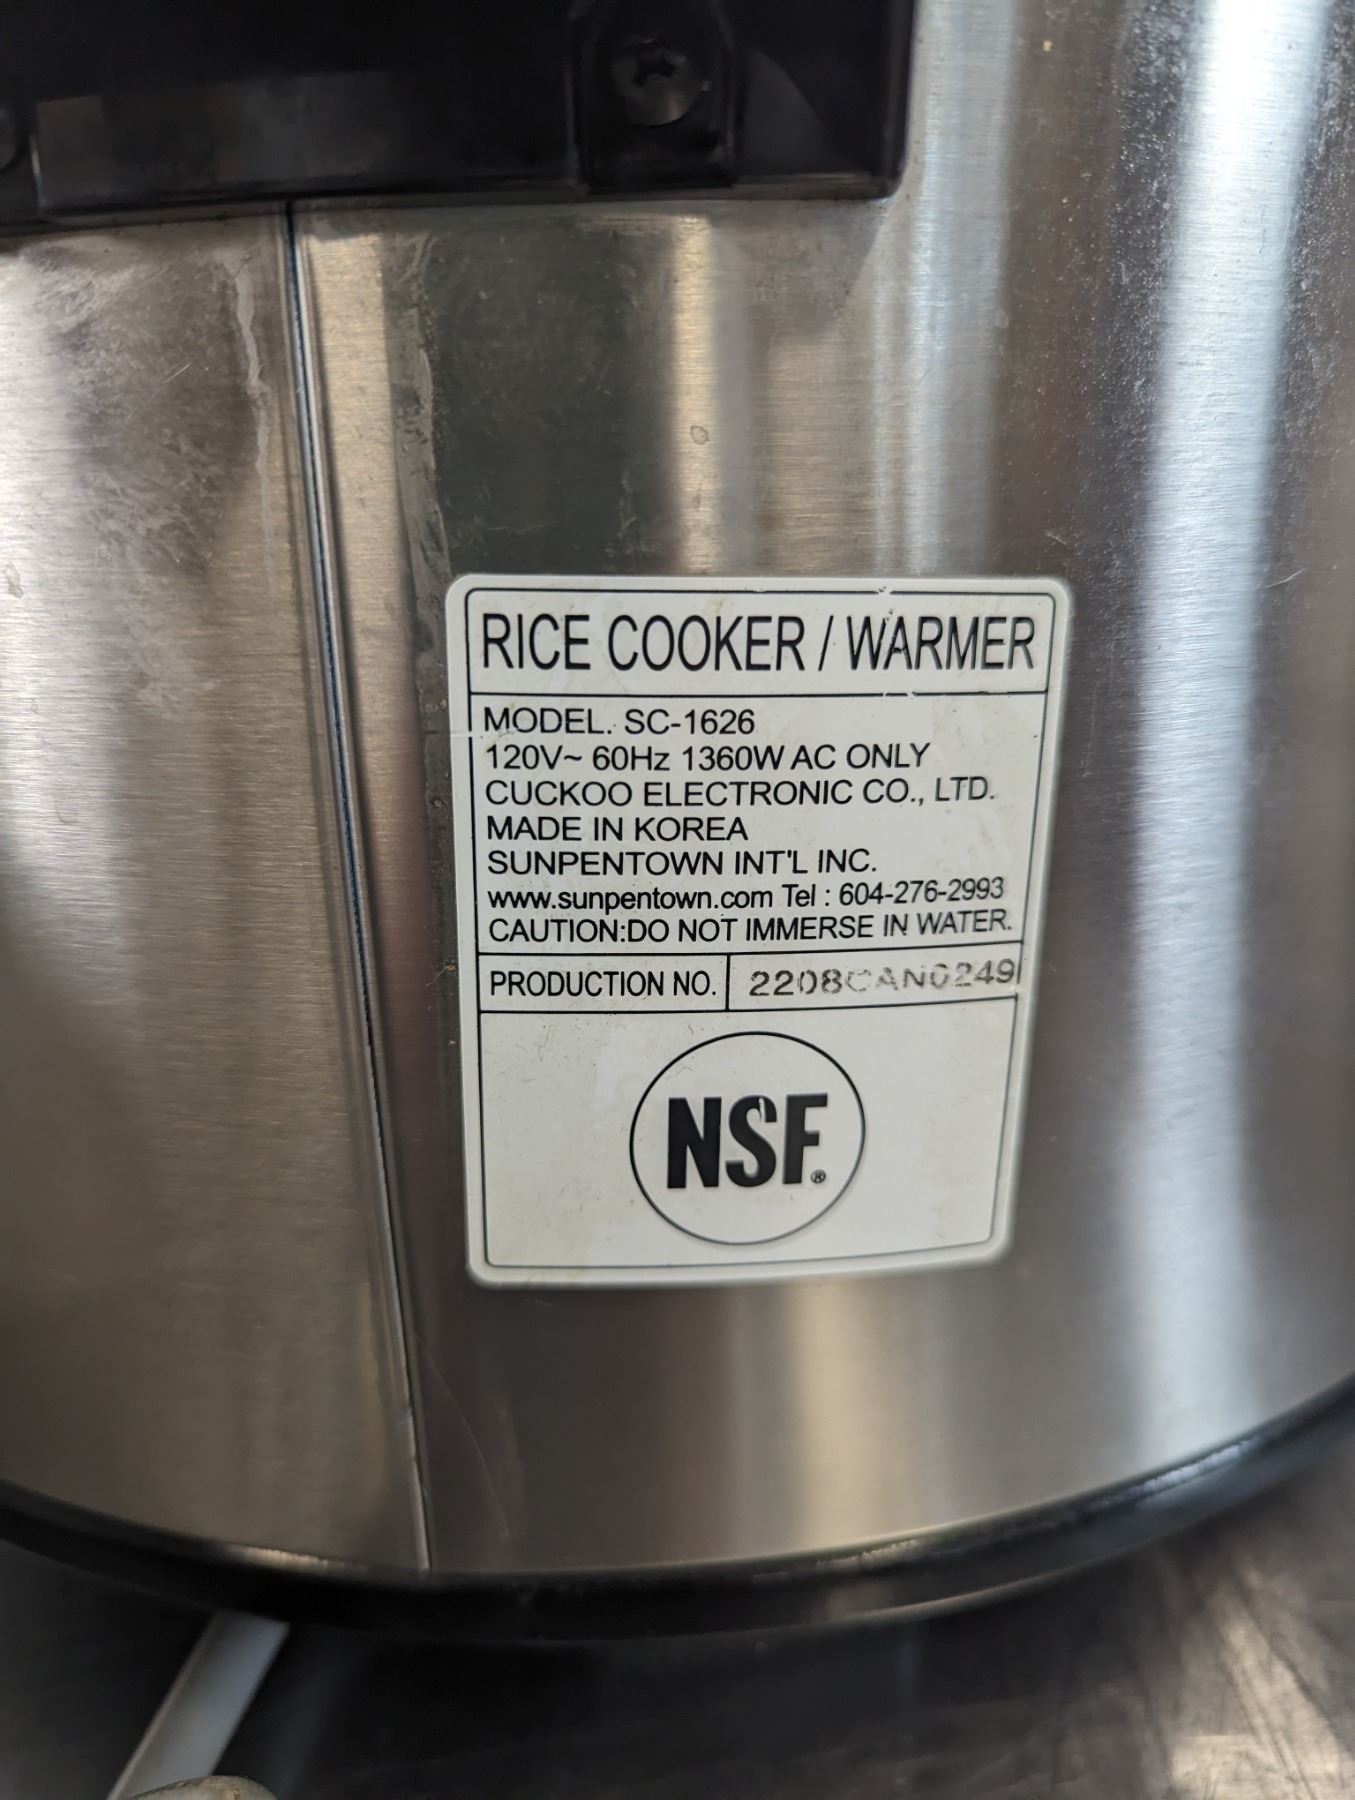 RICE COOKER / WARMER
MODEL. SC-1626
120V~ 60Hz 1360W AC ONLY
CUCKOO ELECTRONIC CO., LTD.
MADE IN KOREA
SUNPENTOWN INT'L INC.
www.sunpentown.com Tel : 604-276-2993
CAUTION:DO NOT IMMERSE IN WATER.
PRODUCTION NO. 2208CAN0249
NSF®